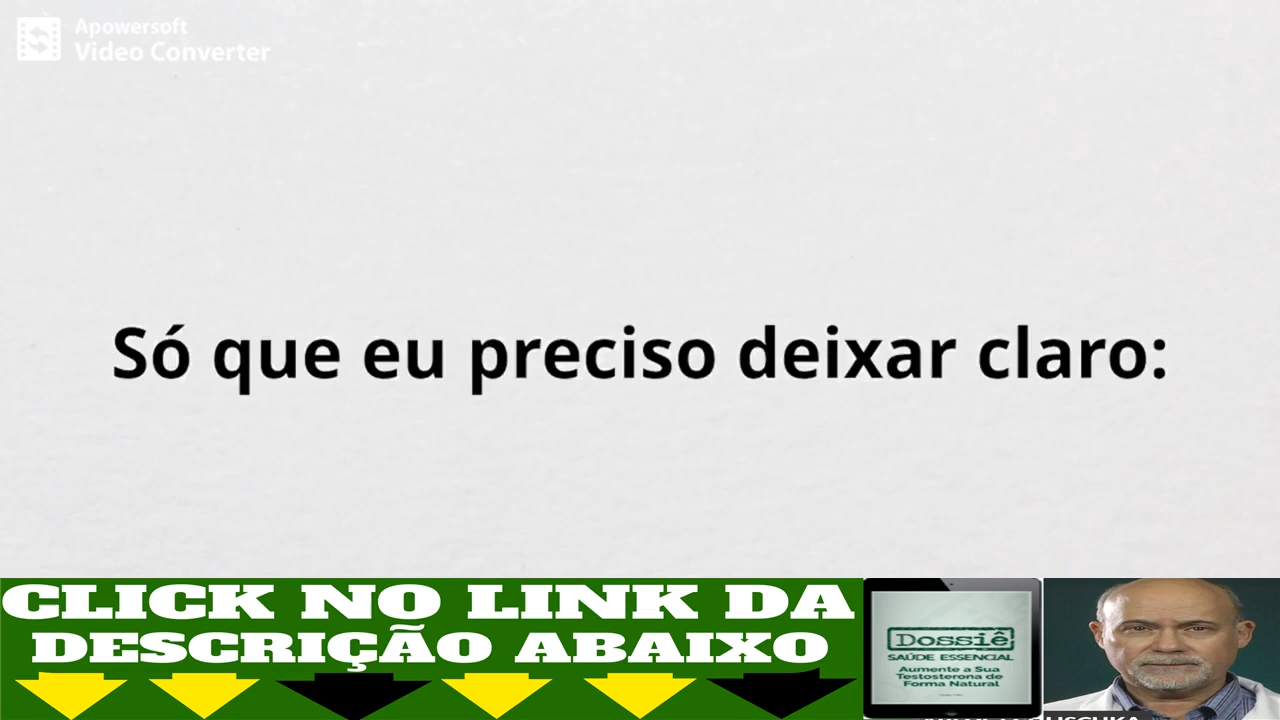 Apowersoft
Video Converter
Só que eu preciso deixar claro:
CLICK NO LINK DA
DESCRIÇÃO ABAIXO
Dossiê
SAÚDE ESSENCIAL
Aumente a Sua
Testosterona de
Forma Natural